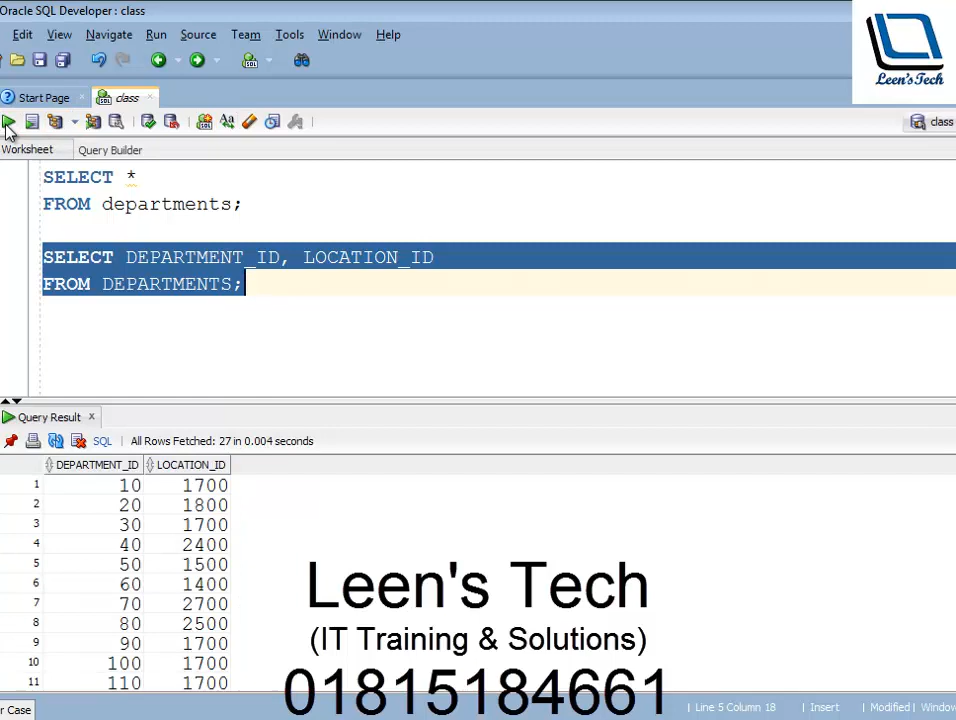 Oracle SQL Developer : class
Edit View Navigate Run Source Team Tools Window Help
Leen'sTech
Start Page class
class
Worksheet Query Builder
SELECT *
FROM departments;
SELECT DEPARTMENT_ID, LOCATION_ID
FROM DEPARTMENTS;
Query Result
SQL All Rows Fetched: 27 in 0.004 seconds
DEPARTMENT_ID LOCATION_ID
1 10 1700
2 20 1800
3 30 1700
4 40 2400
5 50 1500
6 60 1400
7 70 2700
8 80 2500
9 90 1700
10 100 1700
11 110 1700
Leen's Tech
(IT Training & Solutions)
01815184661
r Case Line 5 Column 18 Insert Modified Window